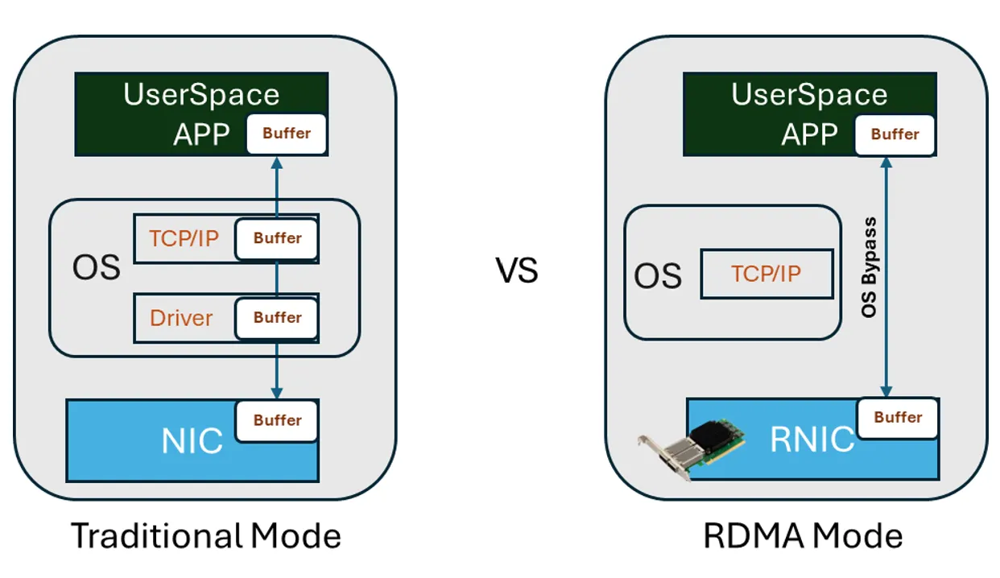 UserSpace
APP
Buffer
TCP/IP
Buffer
OS
Driver
Buffer
NIC
Buffer
Traditional Mode
VS
UserSpace
APP
Buffer
OS
TCP/IP
OS Bypass
RNIC
Buffer
RDMA Mode